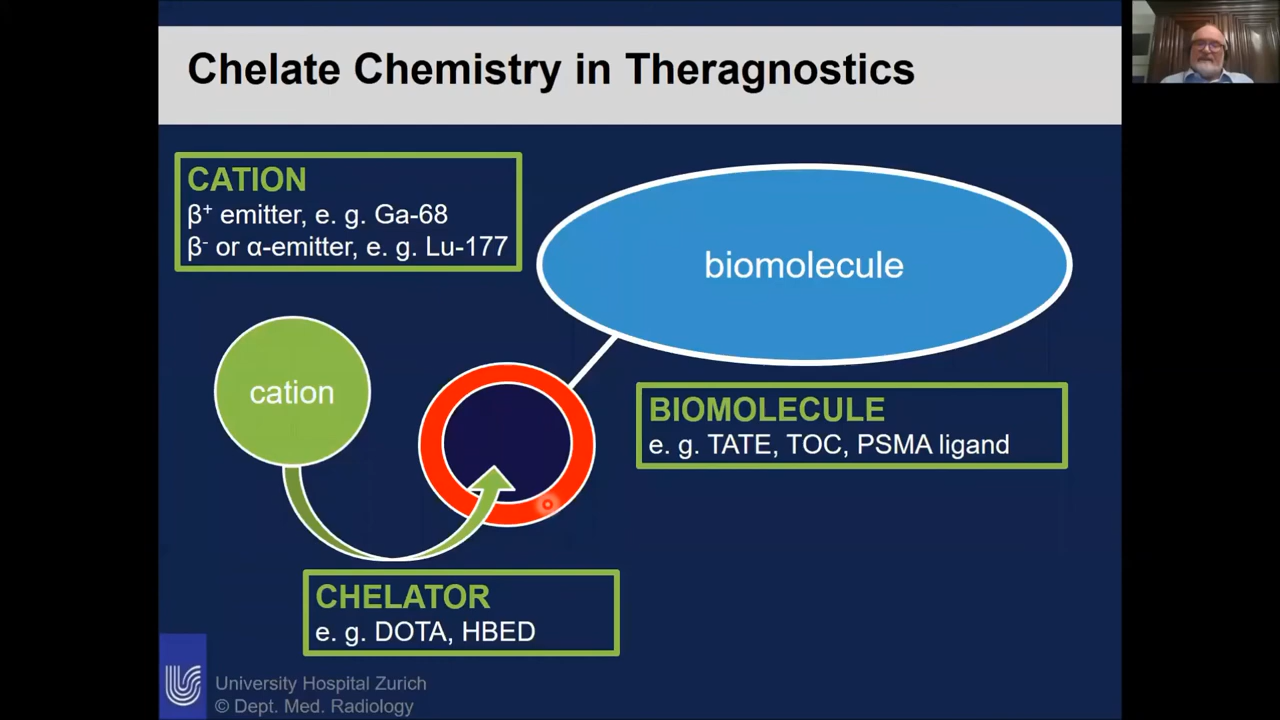 Chelate Chemistry in Theragnostics
CATION
β⁺ emitter, e. g. Ga-68
β⁻ or α-emitter, e. g. Lu-177
biomolecule
cation
BIOMOLECULE
e. g. TATE, TOC, PSMA ligand
CHELATOR
e. g. DOTA, HBED
University Hospital Zurich
© Dept. Med. Radiology